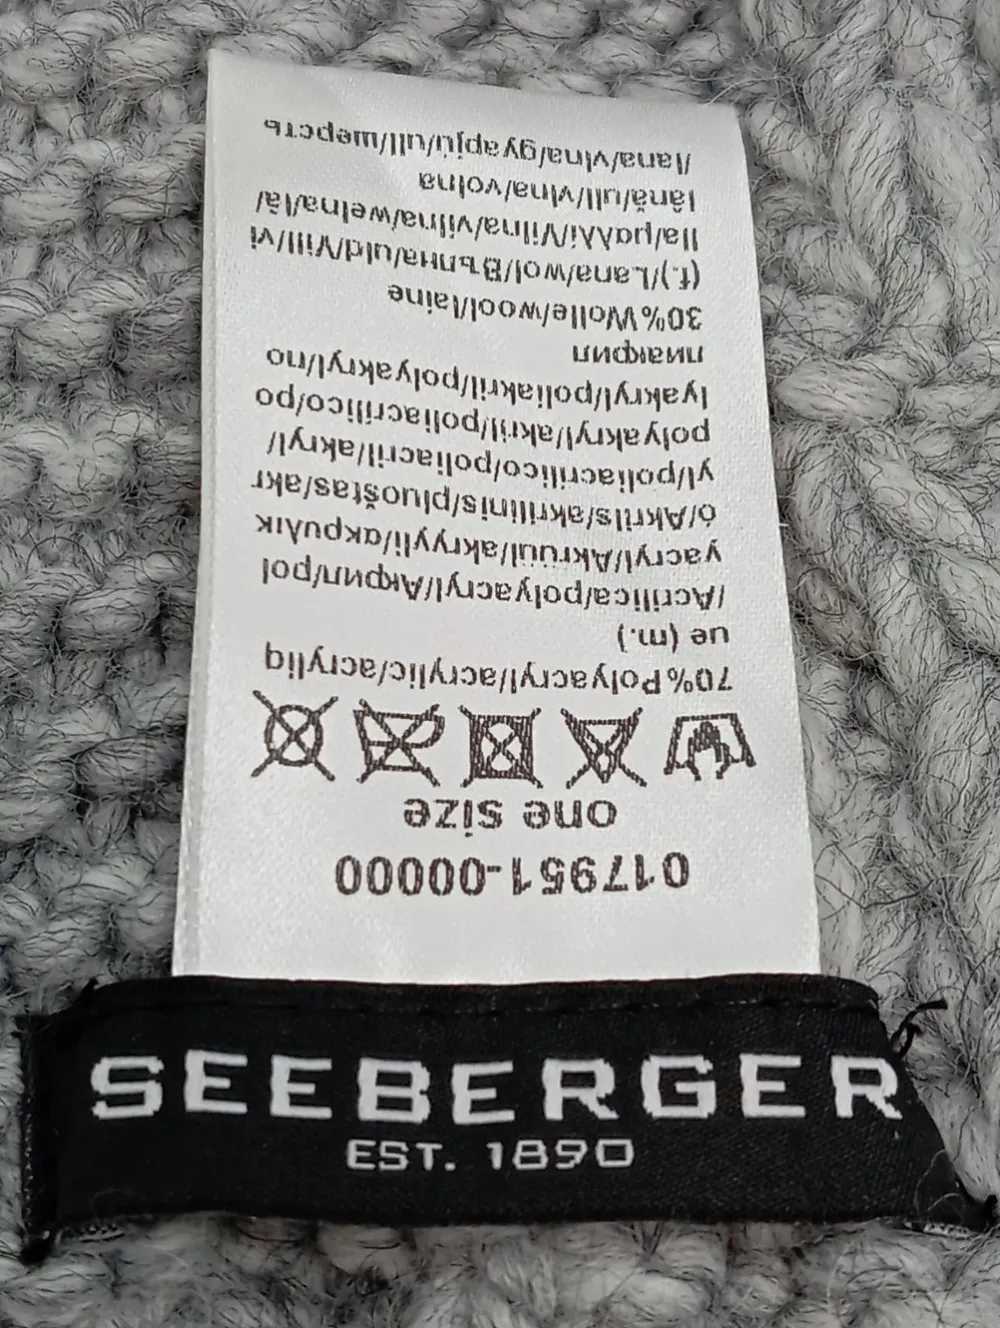 017951-00000
one size
70%Polyacryl/acrylic/acryliq
ue (m.)
/Acrilica/polyacryl/Акрил/pol
yacryl/Akrüül/akryyli/ακρυλικ
ό/Akrils/akrilinis/pluoštas/akr
yl/poliacrilico/poliacril/akryl/
polyakryl/akril/poliacrilico/po
lyakryl/poliakril/polyakryl/по
лиакрил
30%Wolle/wool/laine
(f.)/Lana/wol/Вълна/uld/Vill/vi
lla/μαλλί/Vilna/vilna/wełna/lã/
lână/ull/vlna/volna
/lana/vlna/gyapjú/ull/шерсть
SEEBERGER
EST. 1890